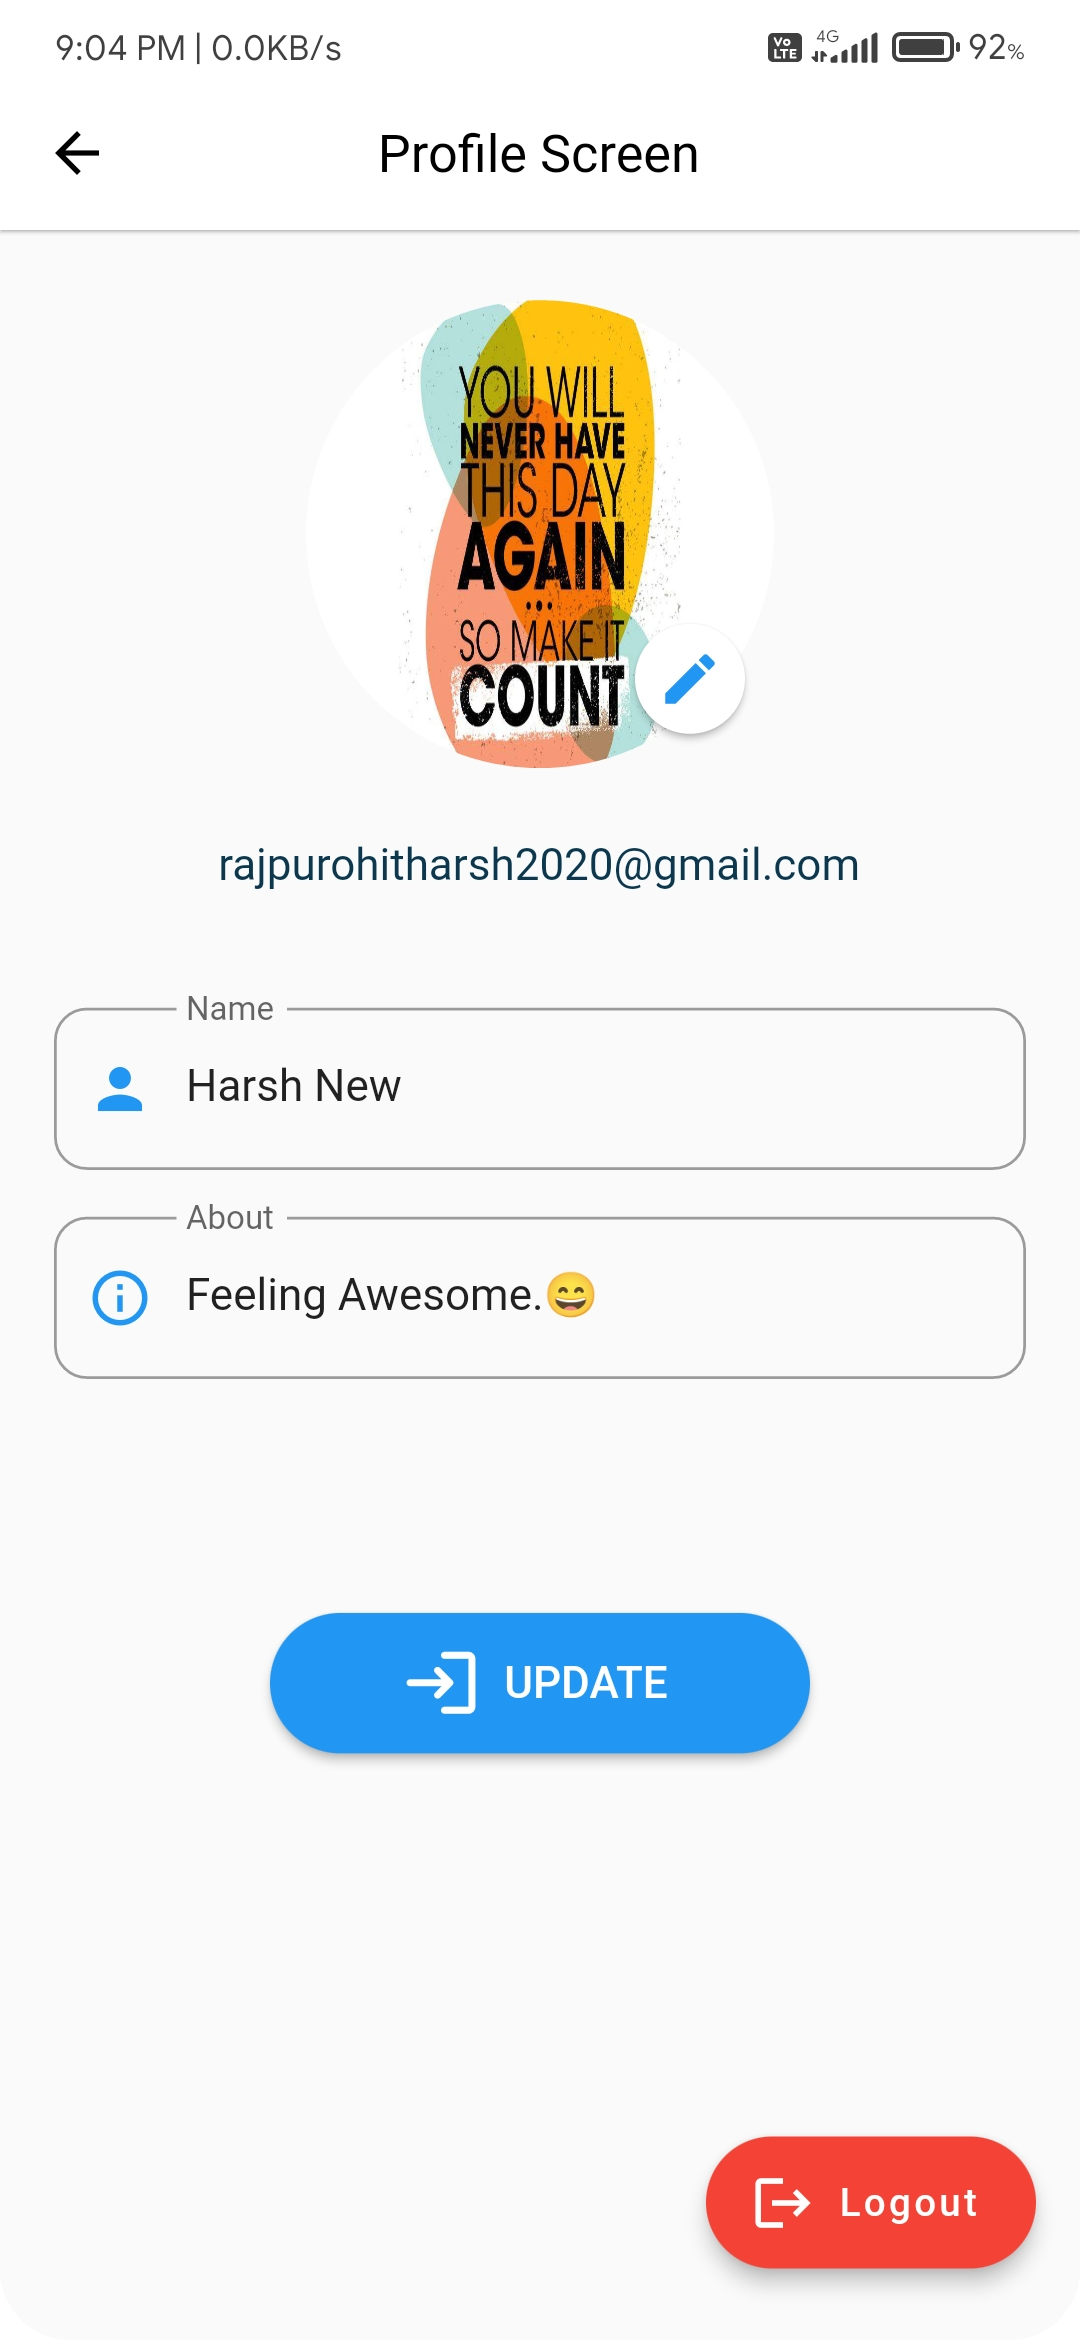 9:04 PM | 0.0KB/s Vo LTE 4G 92%
Profile Screen
YOU WILL
NEVER HAVE
THIS DAY
AGAIN
...
SO MAKE IT
COUNT
rajpurohitharsh2020@gmail.com
Name
Harsh New
About
Feeling Awesome.😄
UPDATE
Logout